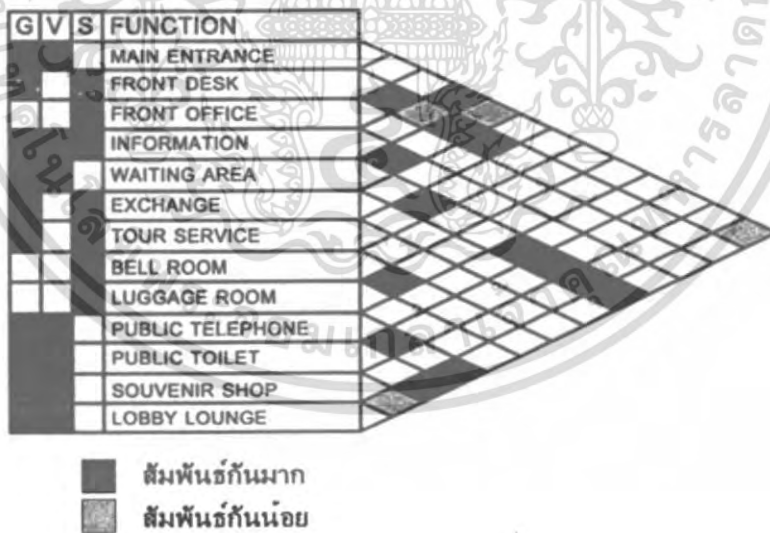 G V S FUNCTION
MAIN ENTRANCE
FRONT DESK
FRONT OFFICE
INFORMATION
WAITING AREA
EXCHANGE
TOUR SERVICE
BELL ROOM
LUGGAGE ROOM
PUBLIC TELEPHONE
PUBLIC TOILET
SOUVENIR SHOP
LOBBY LOUNGE
สัมพันธ์กันมาก
สัมพันธ์กันน้อย